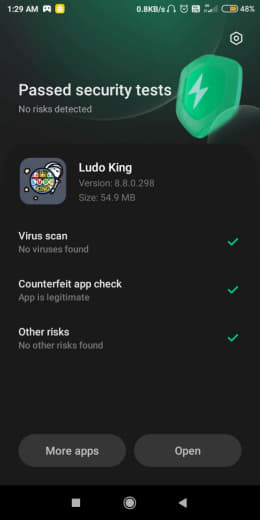 1:29 AM 0.8KB/s 48%
Passed security tests
No risks detected
Ludo King
Version: 8.8.0.298
Size: 54.9 MB
Virus scan
No viruses found
Counterfeit app check
App is legitimate
Other risks
No other risks found
More apps Open